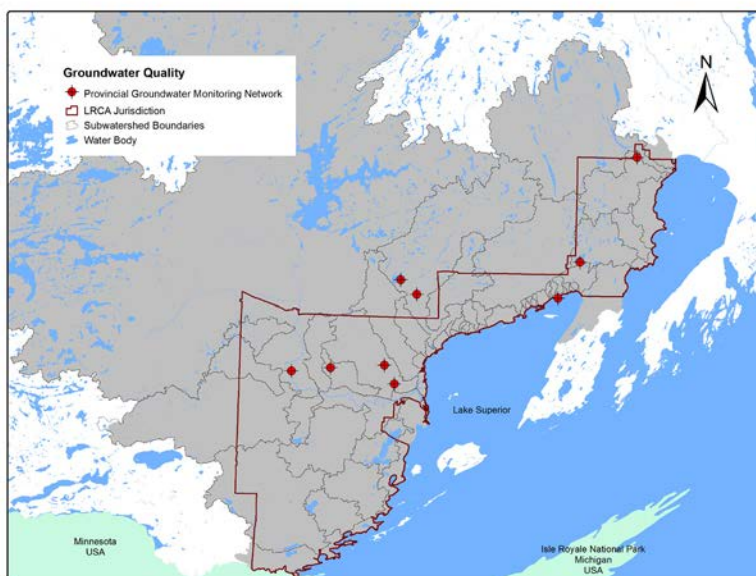 Groundwater Quality
Provincial Groundwater Monitoring Network
LRCA Jurisdiction
Subwatershed Boundaries
Water Body
N
Lake Superior
Minnesota
USA
Isle Royale National Park
Michigan
USA